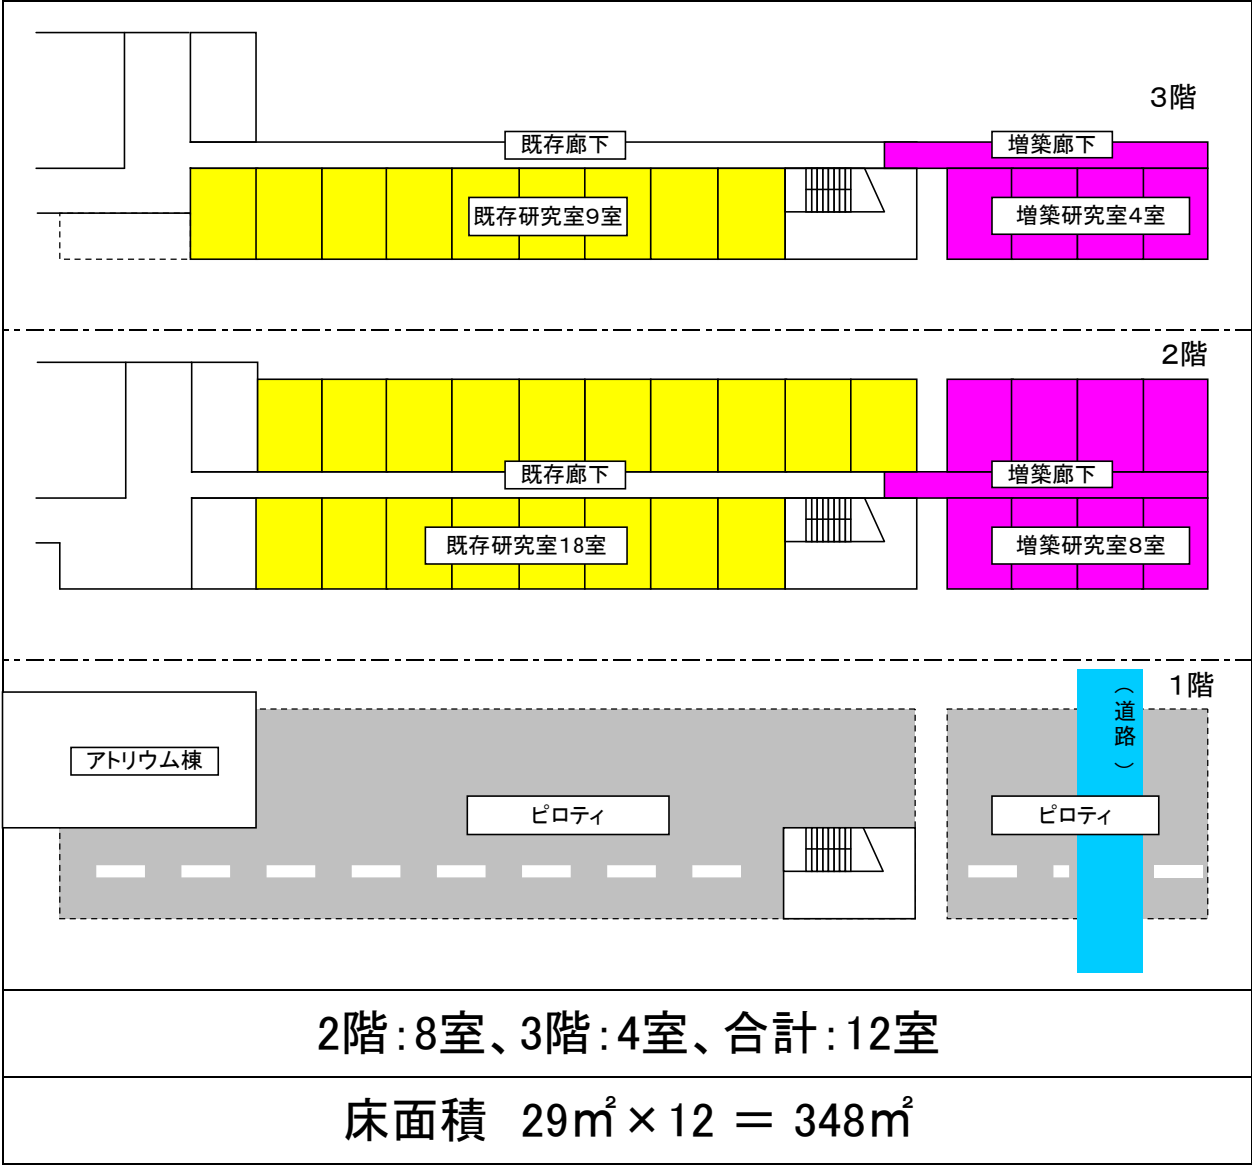 ３階
既存廊下
増築廊下
既存研究室9室
増築研究室4室
２階
既存廊下
増築廊下
既存研究室18室
増築研究室8室
１階
（道路）
アトリウム棟
ピロティ
ピロティ
2階：8室、3階：4室、合計：12室
床面積　29㎡×12 ＝ 348㎡